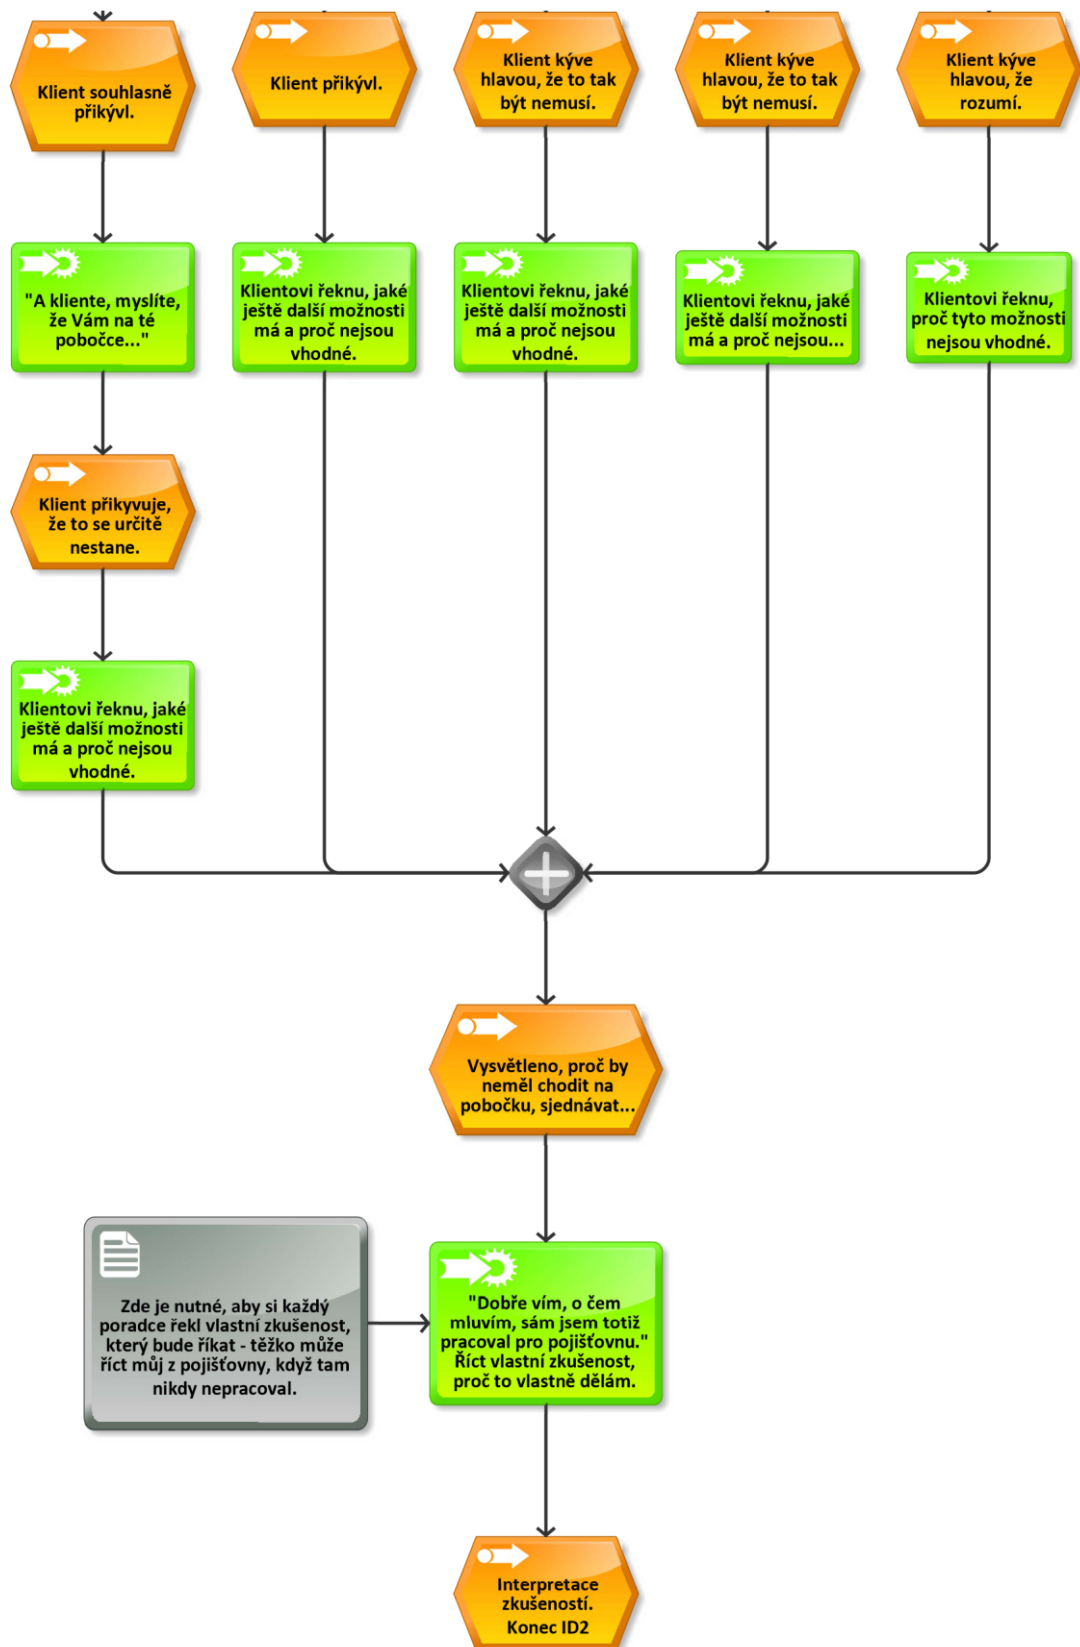 Klient souhlasně
přikývl.
Klient přikývl.
Klient kýve
hlavou, že to tak
být nemusí.
Klient kýve
hlavou, že to tak
být nemusí.
Klient kýve
hlavou, že
rozumí.
"A kliente, myslíte,
že Vám na té
pobočce..."
Klientovi řeknu, jaké
ještě další možnosti
má a proč nejsou
vhodné.
Klientovi řeknu, jaké
ještě další možnosti
má a proč nejsou
vhodné.
Klientovi řeknu, jaké
ještě další možnosti
má a proč nejsou...
Klientovi řeknu,
proč tyto možnosti
nejsou vhodné.
Klient přikyvuje,
že to se určitě
nestane.
Klientovi řeknu, jaké
ještě další možnosti
má a proč nejsou
vhodné.
Vysvětleno, proč by
neměl chodit na
pobočku, sjednávat...
Zde je nutné, aby si každý
poradce řekl vlastní zkušenost,
který bude říkat - těžko může
říct můj z pojišťovny, když tam
nikdy nepracoval.
"Dobře vím, o čem
mluvím, sám jsem totiž
pracoval pro pojišťovnu."
Říct vlastní zkušenost,
proč to vlastně dělám.
Interpretace
zkušeností.
Konec ID2